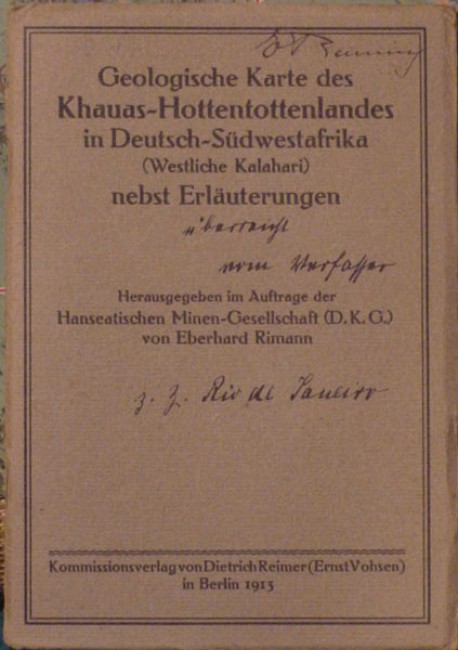 Geologische Karte des
Khauas-Hottentottenlandes
in Deutsch-Südwestafrika
(Westliche Kalahari)
nebst Erläuterungen
überreicht
vom Verfasser
Herausgegeben im Auftrage der
Hanseatischen Minen-Gesellschaft (D.K.G.)
von Eberhard Rimann
z. Z. Rio de Janeiro
Kommissionsverlag von Dietrich Reimer (Ernst Vohsen)
in Berlin 1913